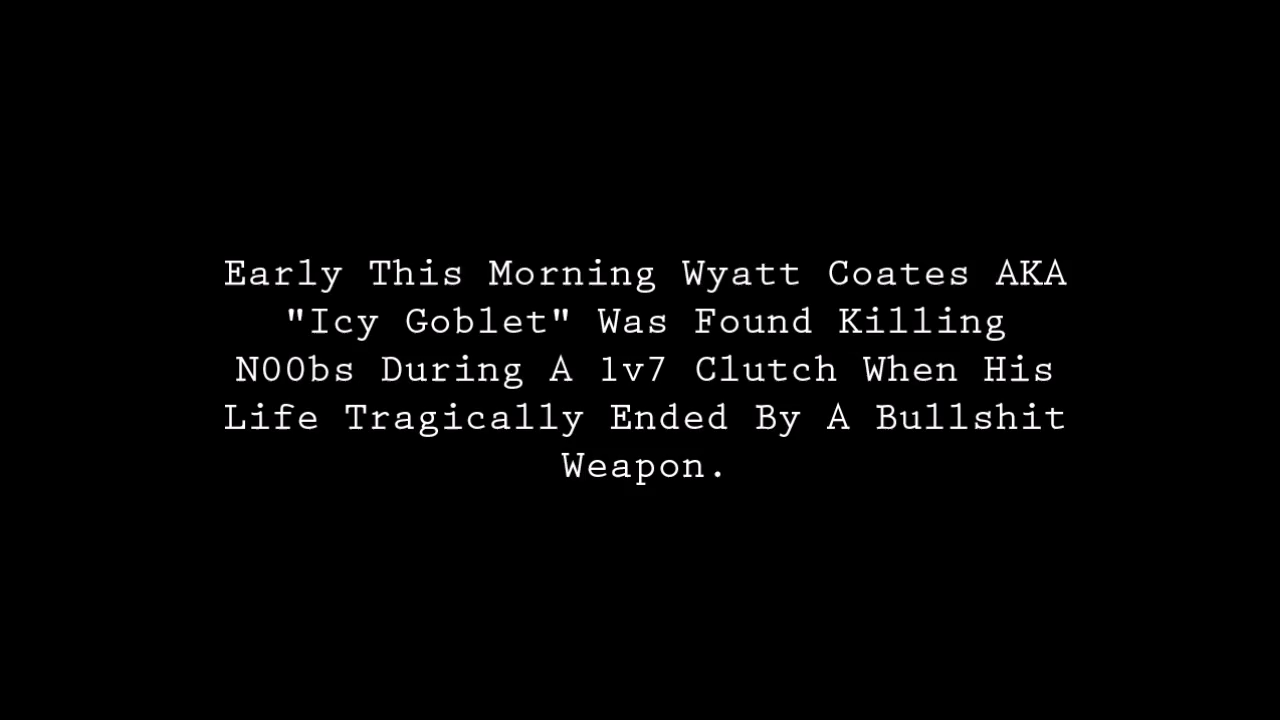 Early This Morning Wyatt Coates AKA
"Icy Goblet" Was Found Killing
N00bs During A 1v7 Clutch When His
Life Tragically Ended By A Bullshit
Weapon.